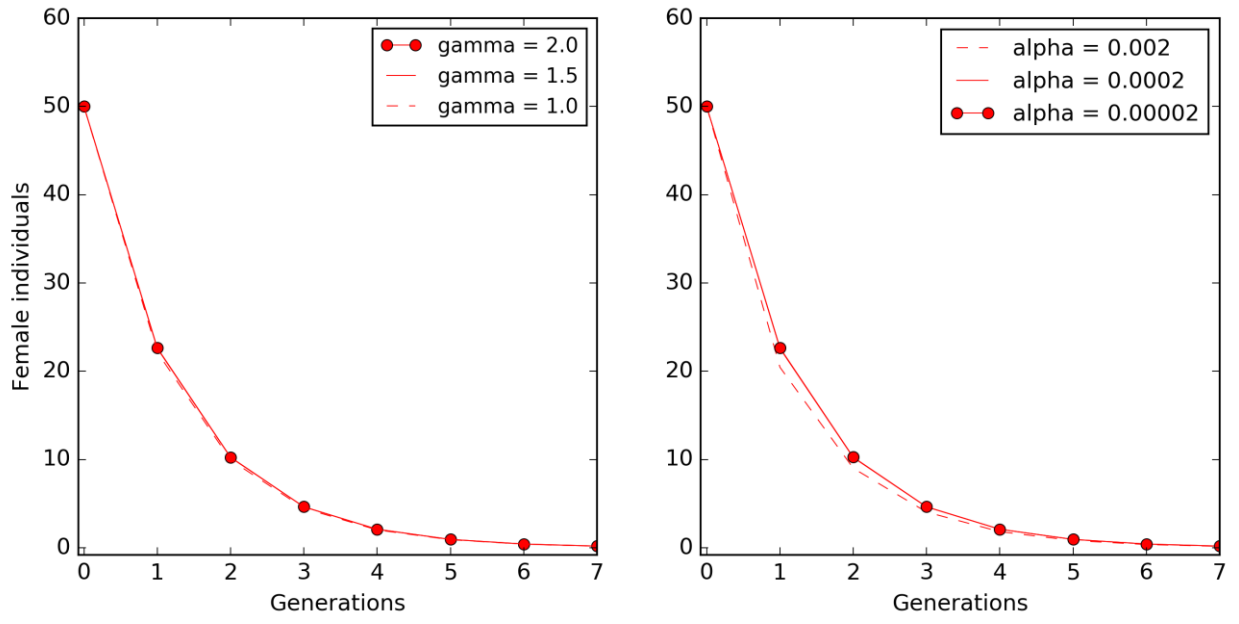 60
50
40
30
20
10
0
Female individuals
gamma = 2.0
gamma = 1.5
gamma = 1.0
0 1 2 3 4 5 6 7
Generations
60
50
40
30
20
10
0
alpha = 0.002
alpha = 0.0002
alpha = 0.00002
0 1 2 3 4 5 6 7
Generations